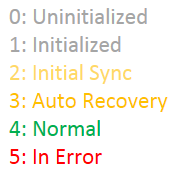 0: Uninitialized
1: Initialized
2: Initial Sync
3: Auto Recovery
4: Normal
5: In Error